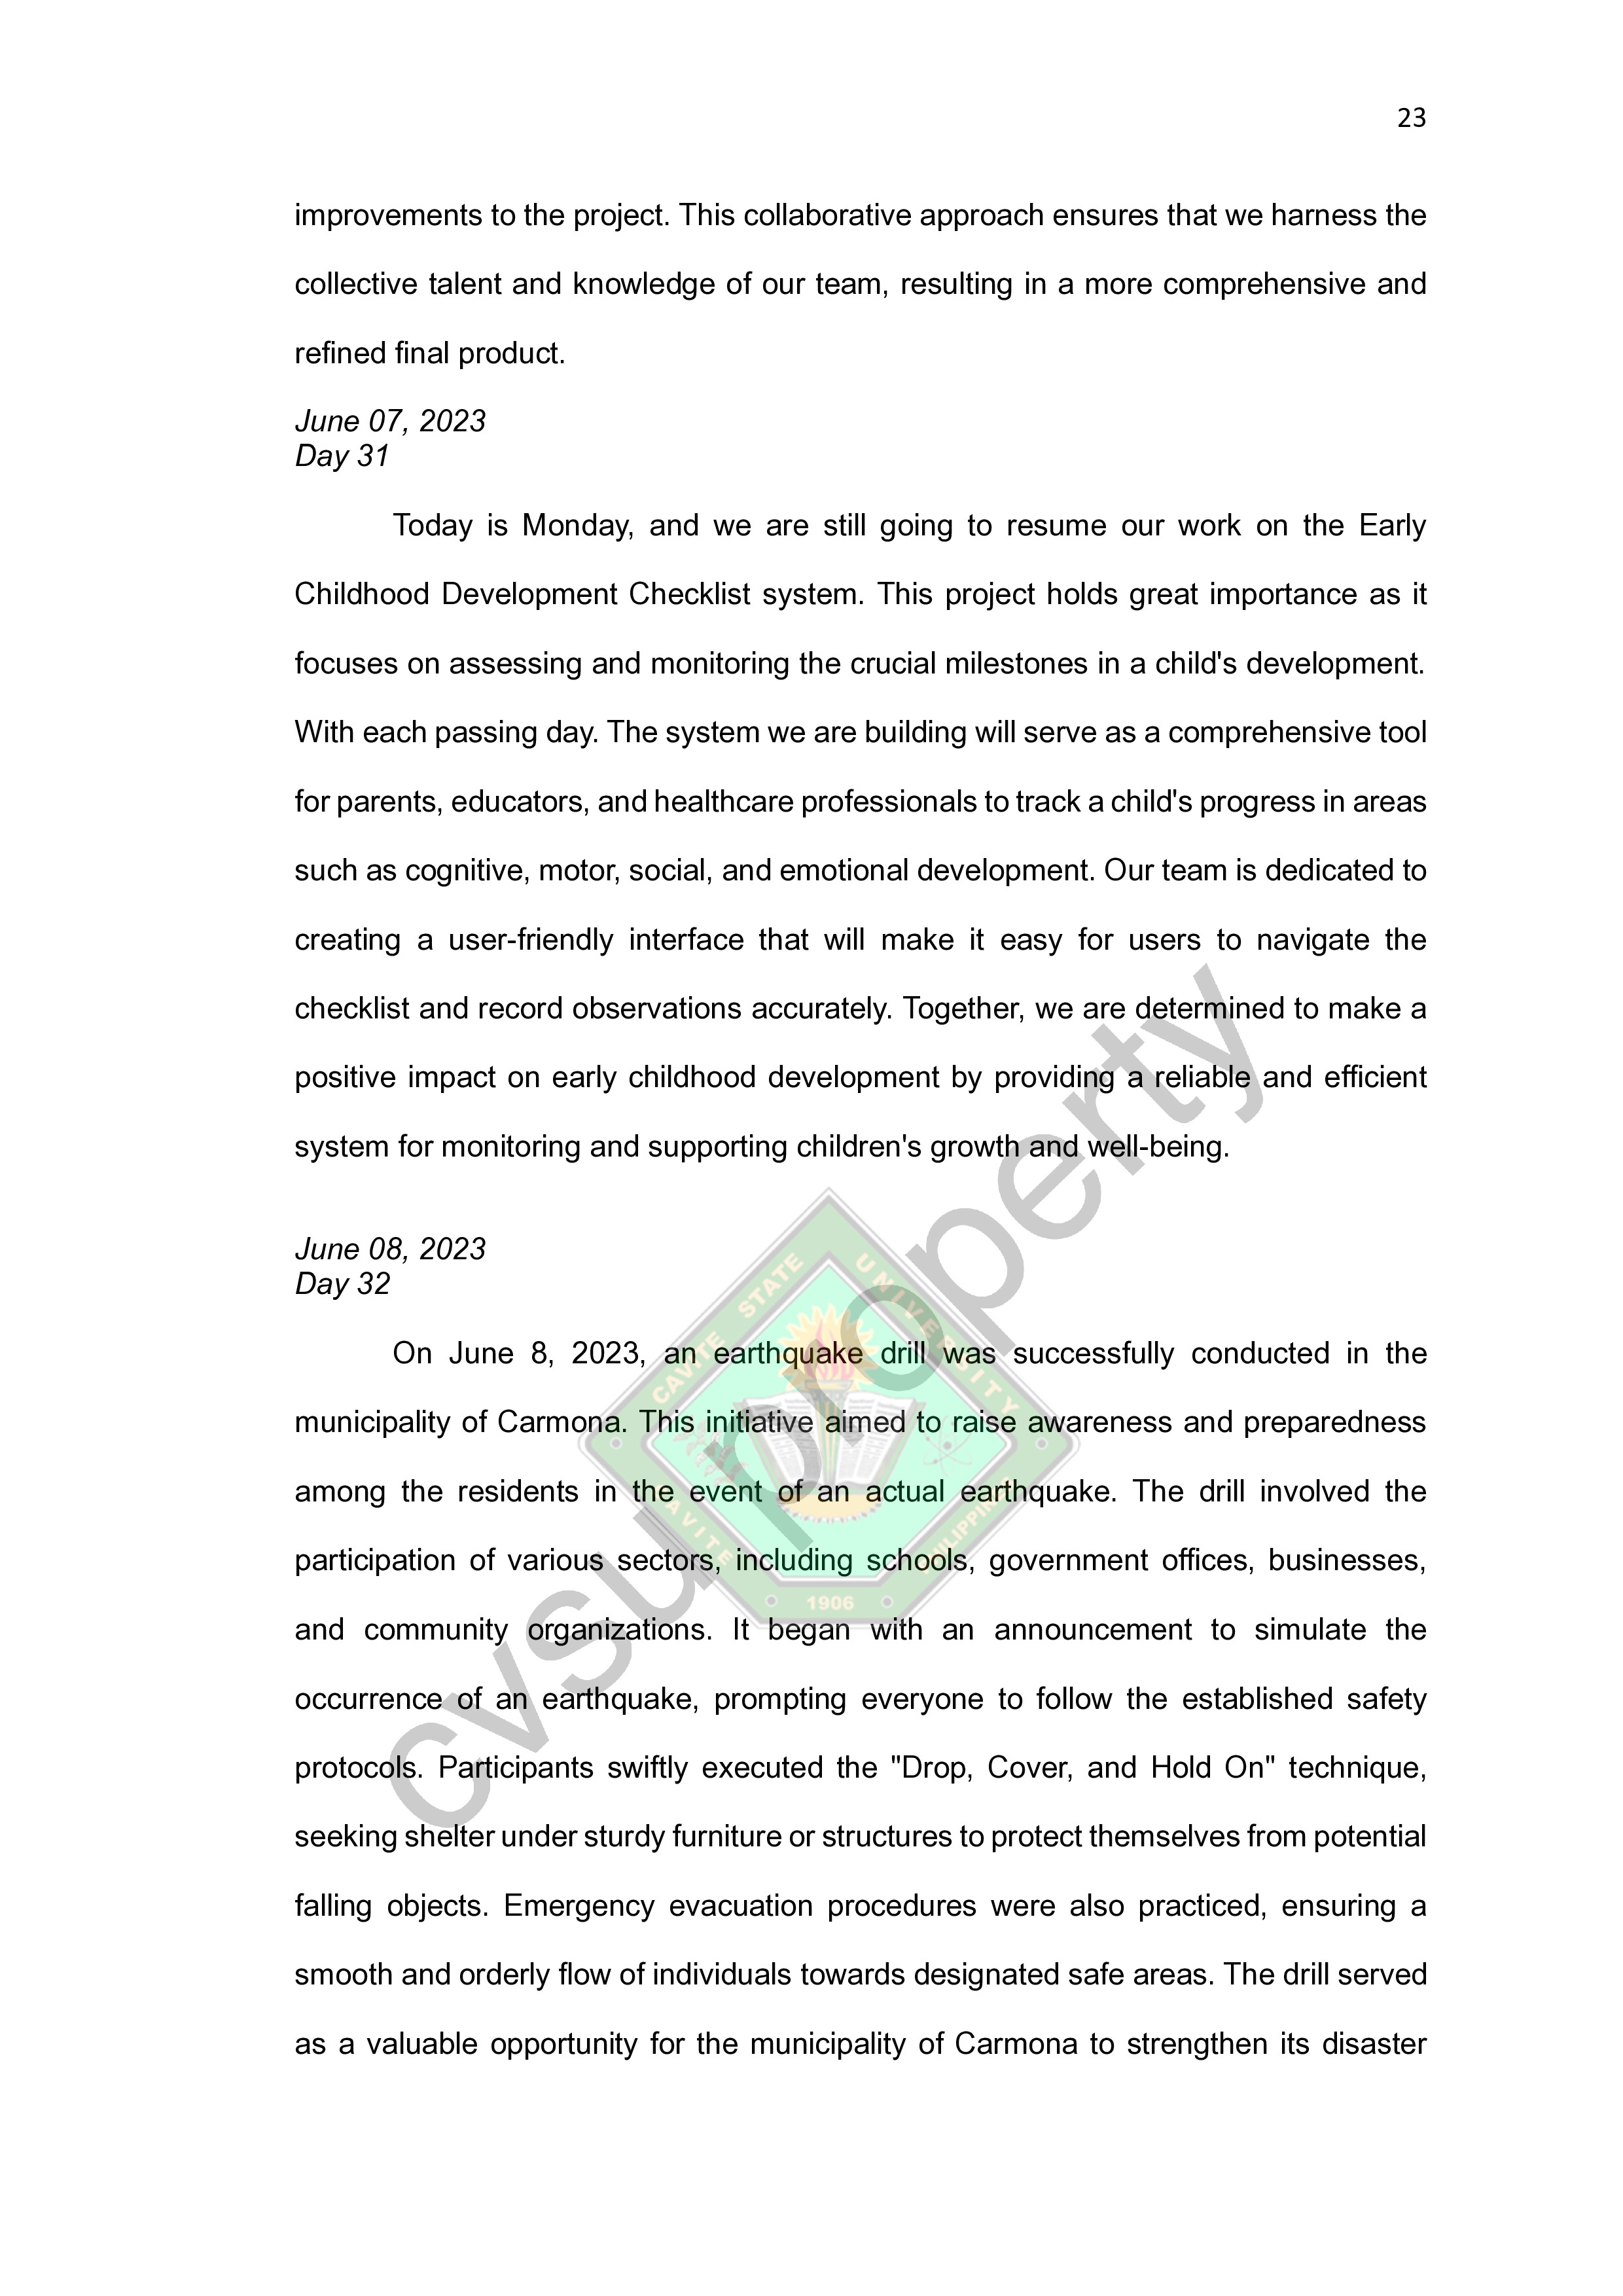 23
improvements to the project. This collaborative approach ensures that we harness the
collective talent and knowledge of our team, resulting in a more comprehensive and
refined final product.
June 07, 2023
Day 31
Today is Monday, and we are still going to resume our work on the Early
Childhood Development Checklist system. This project holds great importance as it
focuses on assessing and monitoring the crucial milestones in a child's development.
With each passing day. The system we are building will serve as a comprehensive tool
for parents, educators, and healthcare professionals to track a child's progress in areas
such as cognitive, motor, social, and emotional development. Our team is dedicated to
creating a user-friendly interface that will make it easy for users to navigate the
checklist and record observations accurately. Together, we are determined to make a
positive impact on early childhood development by providing a reliable and efficient
system for monitoring and supporting children's growth and well-being.
June 08, 2023
Day 32
On June 8, 2023, an earthquake drill was successfully conducted in the
municipality of Carmona. This initiative aimed to raise awareness and preparedness
among the residents in the event of an actual earthquake. The drill involved the
participation of various sectors, including schools, government offices, businesses,
and community organizations. It began with an announcement to simulate the
occurrence of an earthquake, prompting everyone to follow the established safety
protocols. Participants swiftly executed the "Drop, Cover, and Hold On" technique,
seeking shelter under sturdy furniture or structures to protect themselves from potential
falling objects. Emergency evacuation procedures were also practiced, ensuring a
smooth and orderly flow of individuals towards designated safe areas. The drill served
as a valuable opportunity for the municipality of Carmona to strengthen its disaster
cvsu property
CAVITE STATE UNIVERSITY
CAVITE
PHILIPPINES
1906